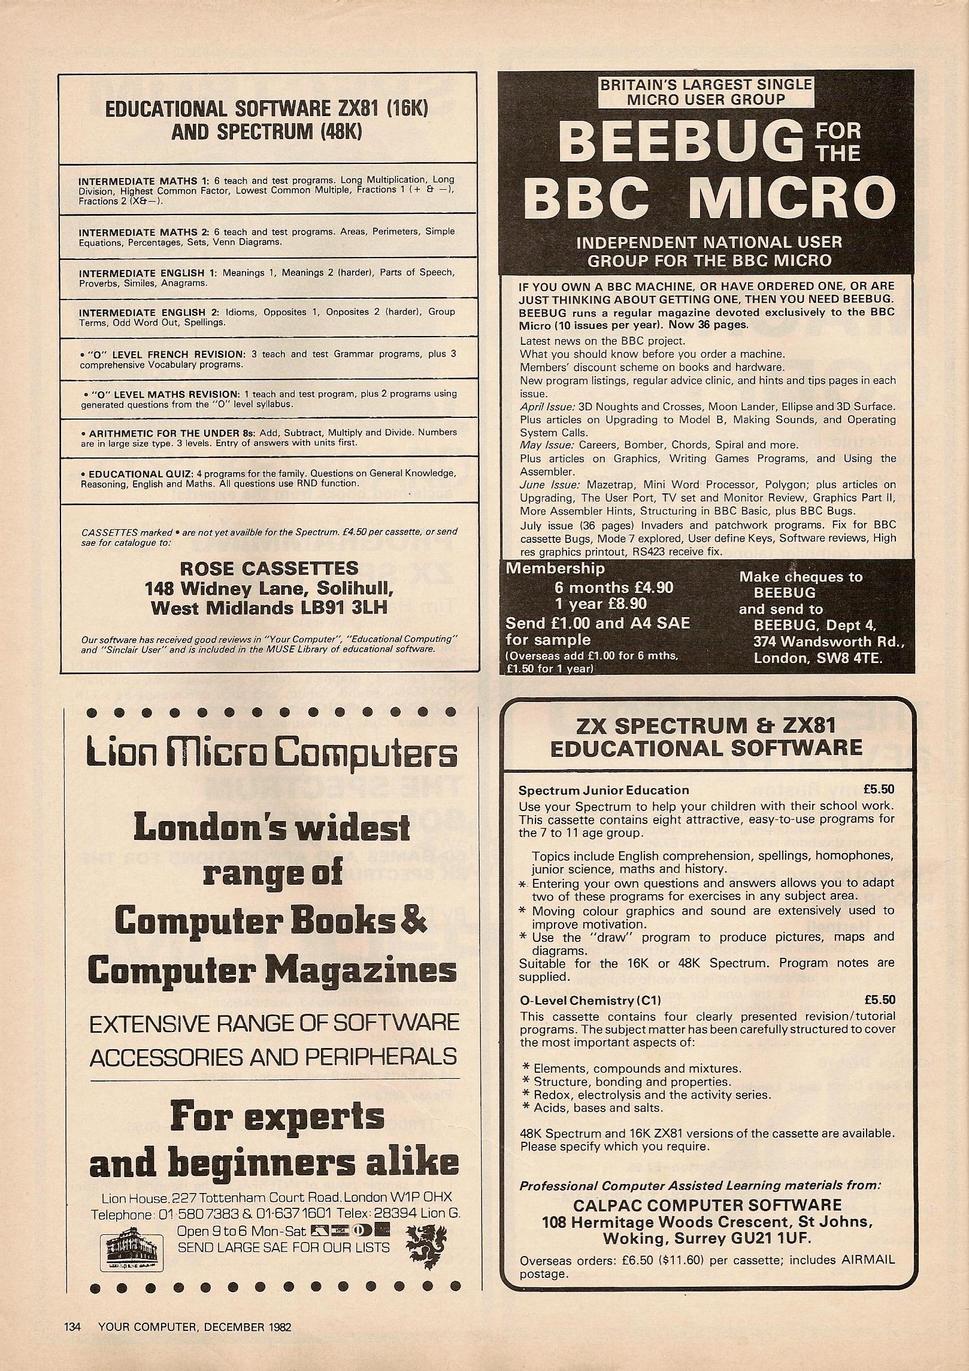 EDUCATIONAL SOFTWARE ZX81 (16K)
AND SPECTRUM (48K)
INTERMEDIATE MATHS 1: 6 teach and test programs. Long Multiplication, Long
Division, Highest Common Factor, Lowest Common Multiple, Fractions 1 (+ & −),
Fractions 2 (X&−).
INTERMEDIATE MATHS 2: 6 teach and test programs. Areas, Perimeters, Simple
Equations, Percentages, Sets, Venn Diagrams.
INTERMEDIATE ENGLISH 1: Meanings 1, Meanings 2 (harder), Parts of Speech,
Proverbs, Similes, Anagrams.
INTERMEDIATE ENGLISH 2: Idioms, Opposites 1, Opposites 2 (harder), Group
Terms, Odd Word Out, Spellings.
• "O" LEVEL FRENCH REVISION: 3 teach and test Grammar programs, plus 3
comprehensive Vocabulary programs.
• "O" LEVEL MATHS REVISION: 1 teach and test program, plus 2 programs using
generated questions from the "O" level syllabus.
• ARITHMETIC FOR THE UNDER 8s: Add, Subtract, Multiply and Divide. Numbers
are in large size type. 3 levels. Entry of answers with units first.
• EDUCATIONAL QUIZ: 4 programs for the family. Questions on General Knowledge,
Reasoning, English and Maths. All questions use RND function.
CASSETTES marked • are not yet availble for the Spectrum. £4.50 per cassette, or send
sae for catalogue to:
ROSE CASSETTES
148 Widney Lane, Solihull,
West Midlands LB91 3LH
Our software has received good reviews in "Your Computer", "Educational Computing"
and "Sinclair User" and is included in the MUSE Library of educational software.
BRITAIN'S LARGEST SINGLE
MICRO USER GROUP
BEEBUG FOR THE
BBC MICRO
INDEPENDENT NATIONAL USER
GROUP FOR THE BBC MICRO
IF YOU OWN A BBC MACHINE, OR HAVE ORDERED ONE, OR ARE
JUST THINKING ABOUT GETTING ONE, THEN YOU NEED BEEBUG.
BEEBUG runs a regular magazine devoted exclusively to the BBC
Micro (10 issues per year). Now 36 pages.
Latest news on the BBC project.
What you should know before you order a machine.
Members' discount scheme on books and hardware.
New program listings, regular advice clinic, and hints and tips pages in each
issue.
April Issue: 3D Noughts and Crosses, Moon Lander, Ellipse and 3D Surface.
Plus articles on Upgrading to Model B, Making Sounds, and Operating
System Calls.
May Issue: Careers, Bomber, Chords, Spiral and more.
Plus articles on Graphics, Writing Games Programs, and Using the
Assembler.
June Issue: Mazetrap, Mini Word Processor, Polygon; plus articles on
Upgrading, The User Port, TV set and Monitor Review, Graphics Part II,
More Assembler Hints, Structuring in BBC Basic, plus BBC Bugs.
July issue (36 pages) Invaders and patchwork programs. Fix for BBC
cassette Bugs, Mode 7 explored, User define Keys, Software reviews, High
res graphics printout, RS423 receive fix.
Membership
6 months £4.90
1 year £8.90
Send £1.00 and A4 SAE
for sample
(Overseas add £1.00 for 6 mths,
£1.50 for 1 year)
Make cheques to
BEEBUG
and send to
BEEBUG, Dept 4,
374 Wandsworth Rd.,
London, SW8 4TE.
Lion Micro Computers
London's widest
range of
Computer Books &
Computer Magazines
EXTENSIVE RANGE OF SOFTWARE
ACCESSORIES AND PERIPHERALS
For experts
and beginners alike
Lion House, 227 Tottenham Court Road, London W1P OHX
Telephone: 01 580 7383 & 01·637 1601 Telex: 28394 Lion G.
Open 9 to 6 Mon-Sat
SEND LARGE SAE FOR OUR LISTS
ZX SPECTRUM & ZX81
EDUCATIONAL SOFTWARE
Spectrum Junior Education £5.50
Use your Spectrum to help your children with their school work.
This cassette contains eight attractive, easy-to-use programs for
the 7 to 11 age group.
Topics include English comprehension, spellings, homophones,
junior science, maths and history.
* Entering your own questions and answers allows you to adapt
two of these programs for exercises in any subject area.
* Moving colour graphics and sound are extensively used to
improve motivation.
* Use the "draw" program to produce pictures, maps and
diagrams.
Suitable for the 16K or 48K Spectrum. Program notes are
supplied.
O-Level Chemistry (C1) £5.50
This cassette contains four clearly presented revision/tutorial
programs. The subject matter has been carefully structured to cover
the most important aspects of:
* Elements, compounds and mixtures.
* Structure, bonding and properties.
* Redox, electrolysis and the activity series.
* Acids, bases and salts.
48K Spectrum and 16K ZX81 versions of the cassette are available.
Please specify which you require.
Professional Computer Assisted Learning materials from:
CALPAC COMPUTER SOFTWARE
108 Hermitage Woods Crescent, St Johns,
Woking, Surrey GU21 1UF.
Overseas orders: £6.50 ($11.60) per cassette; includes AIRMAIL
postage.
134 YOUR COMPUTER, DECEMBER 1982